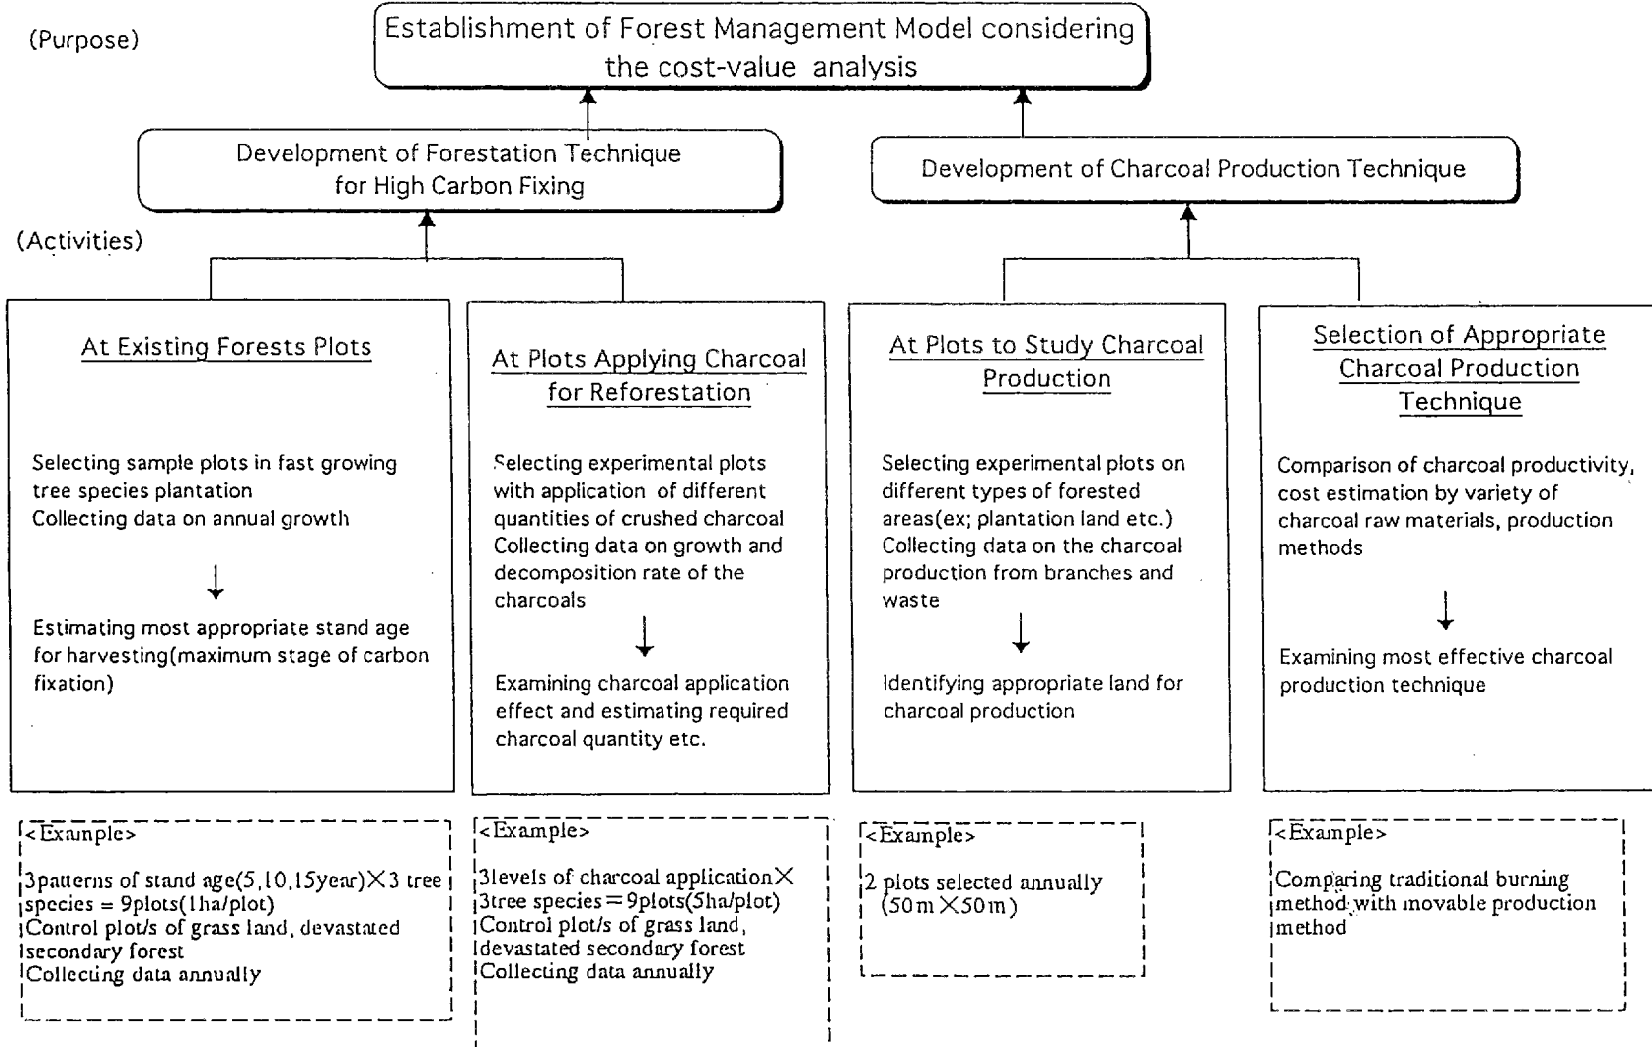 (Purpose)
Establishment of Forest Management Model considering
the cost-value analysis
Development of Forestation Technique
for High Carbon Fixing
Development of Charcoal Production Technique
(Activities)
At Existing Forests Plots
Selecting sample plots in fast growing
tree species plantation
Collecting data on annual growth
Estimating most appropriate stand age
for harvesting(maximum stage of carbon
fixation)
At Plots Applying Charcoal
for Reforestation
Selecting experimental plots
with application of different
quantities of crushed charcoal
Collecting data on growth and
decomposition rate of the
charcoals
Examining charcoal application
effect and estimating required
charcoal quantity etc.
At Plots to Study Charcoal
Production
Selecting experimental plots on
different types of forested
areas(ex; plantation land etc.)
Collecting data on the charcoal
production from branches and
waste
Identifying appropriate land for
charcoal production
Selection of Appropriate
Charcoal Production
Technique
Comparison of charcoal productivity,
cost estimation by variety of
charcoal raw materials, production
methods
Examining most effective charcoal
production technique
<Example>
3patterns of stand age(5,10,15year)×3 tree
species = 9plots(1ha/plot)
Control plot/s of grass land, devastated
secondary forest
Collecting data annually
<Example>
3levels of charcoal application×
3tree species=9plots(5ha/plot)
Control plot/s of grass land,
devastated secondary forest
Collecting data annually
<Example>
2 plots selected annually
(50m×50m)
<Example>
Comparing traditional burning
method with movable production
method